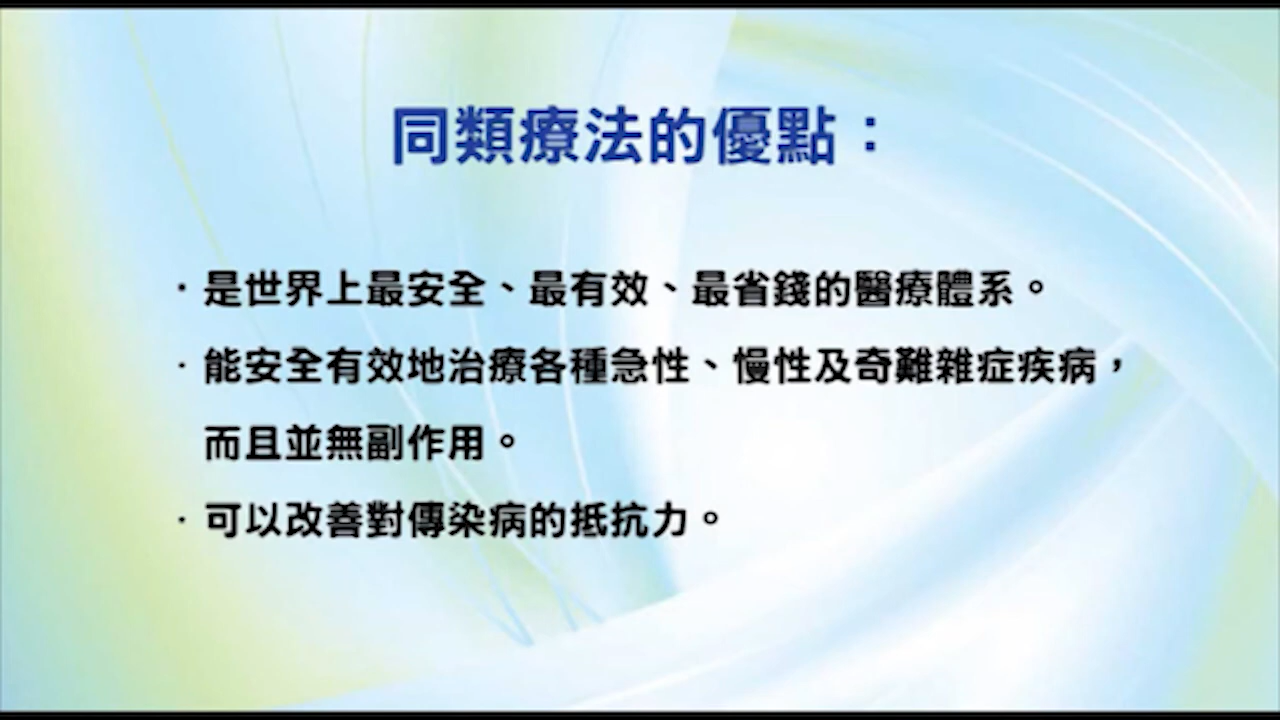 同類療法的優點：
·是世界上最安全、最有效、最省錢的醫療體系。
·能安全有效地治療各種急性、慢性及奇難雜症疾病，
而且並無副作用。
·可以改善對傳染病的抵抗力。